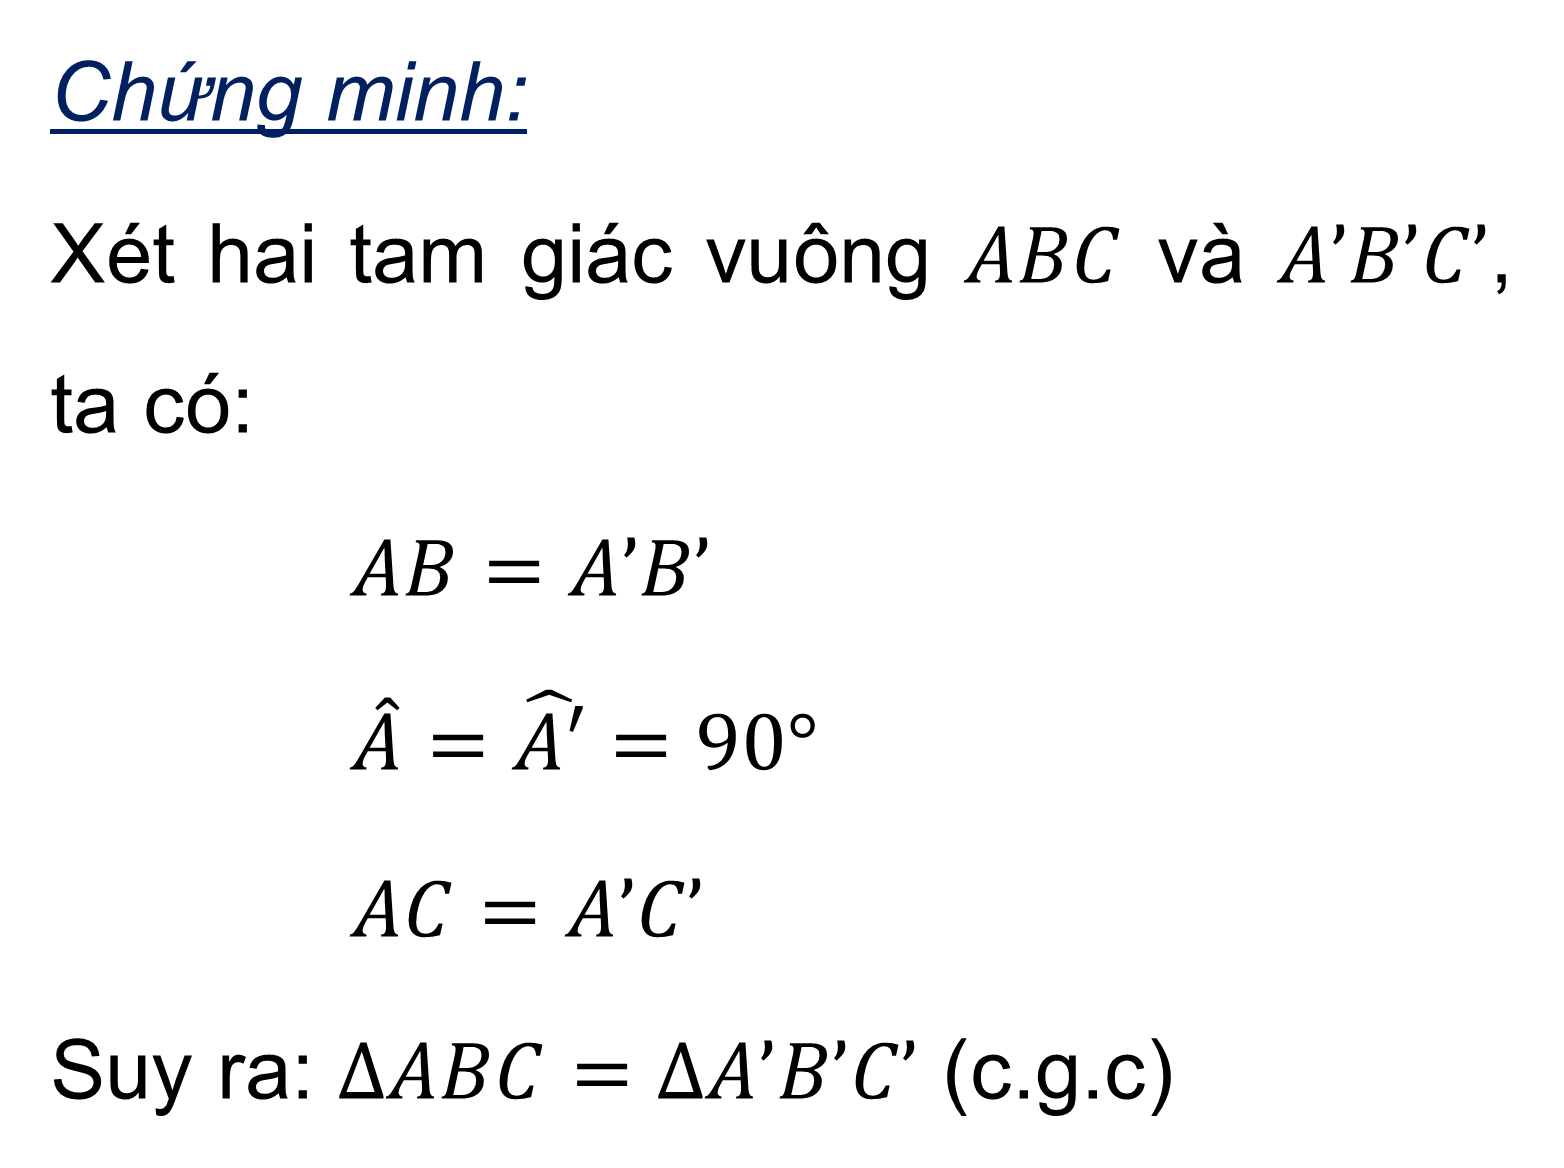 Chứng minh:
Xét hai tam giác vuông ABC và A’B’C’,
ta có:
AB = A’B’
Â = A′̂ = 90°
AC = A’C’
Suy ra: ΔABC = ΔA’B’C’ (c.g.c)